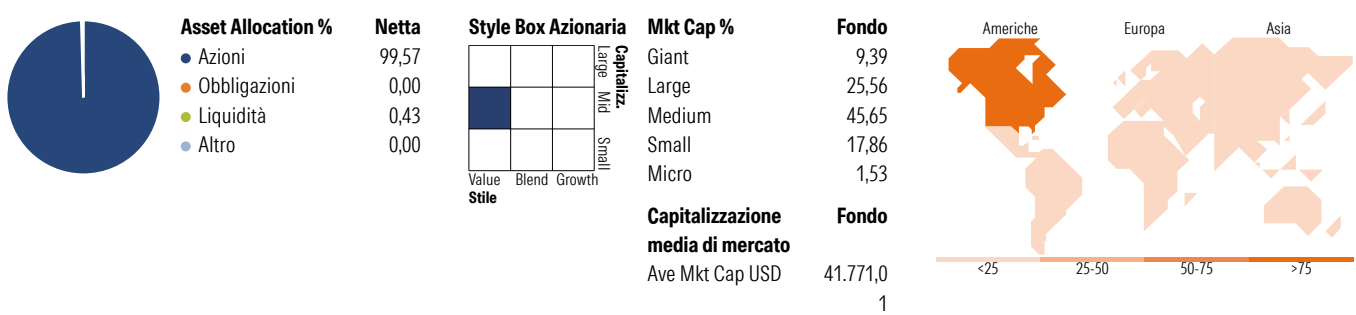 Asset Allocation % Netta
Azioni 99,57
Obbligazioni 0,00
Liquidità 0,43
Altro 0,00
Style Box Azionaria
Capitalizz.
Large Mid Small
Value Blend Growth
Stile
Mkt Cap % Fondo
Giant 9,39
Large 25,56
Medium 45,65
Small 17,86
Micro 1,53
Capitalizzazione Fondo
media di mercato
Ave Mkt Cap USD 41.771,0
1
Americhe Europa Asia
<25 25-50 50-75 >75